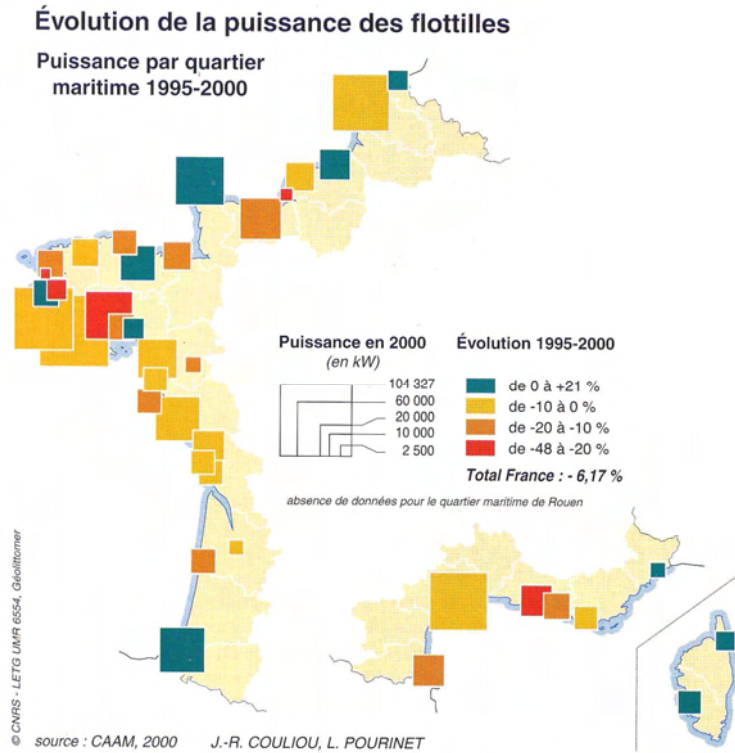 Évolution de la puissance des flottilles
Puissance par quartier
maritime 1995-2000
Puissance en 2000
(en kW)
104 327
60 000
20 000
10 000
2 500
Évolution 1995-2000
de 0 à +21 %
de -10 à 0 %
de -20 à -10 %
de -48 à -20 %
Total France : - 6,17 %
absence de données pour le quartier maritime de Rouen
© CNRS - LETG UMR 6554, Géolittomer
source : CAAM, 2000 J.-R. COULIOU, L. POURINET